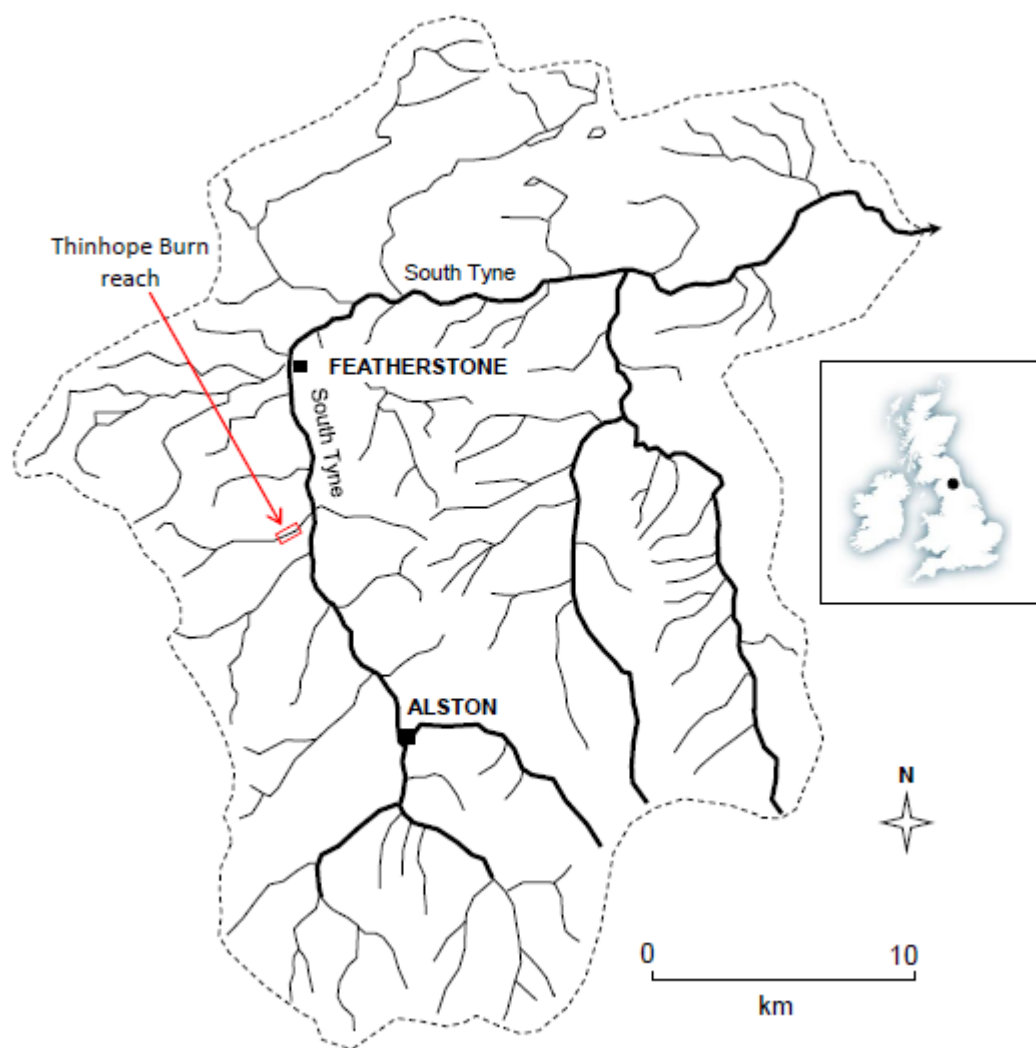 Thinhope Burn
reach
South Tyne
FEATHERSTONE
South Tyne
ALSTON
N
0 10
km